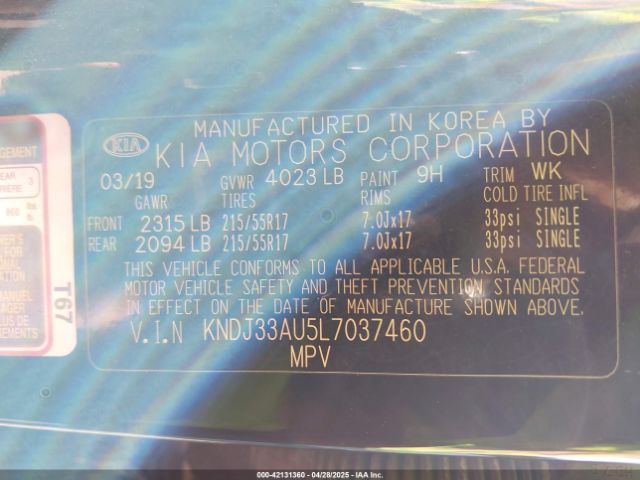 MANUFACTURED IN KOREA BY
KIA KIA MOTORS CORPORATION
03/19 GVWR 4023 LB PAINT 9H TRIM WK
GAWR TIRES RIMS COLD TIRE INFL
FRONT 2315 LB 215/55R17 7.0Jx17 33psi SINGLE
REAR 2094 LB 215/55R17 7.0Jx17 33psi SINGLE
THIS VEHICLE CONFORMS TO ALL APPLICABLE U.S.A. FEDERAL
MOTOR VEHICLE SAFETY AND THEFT PREVENTION STANDARDS
IN EFFECT ON THE DATE OF MANUFACTURE SHOWN ABOVE.
V.I.N KNDJ33AU5L7037460
MPV
T67
000-42131360 04/28/2025 IAAI.COM